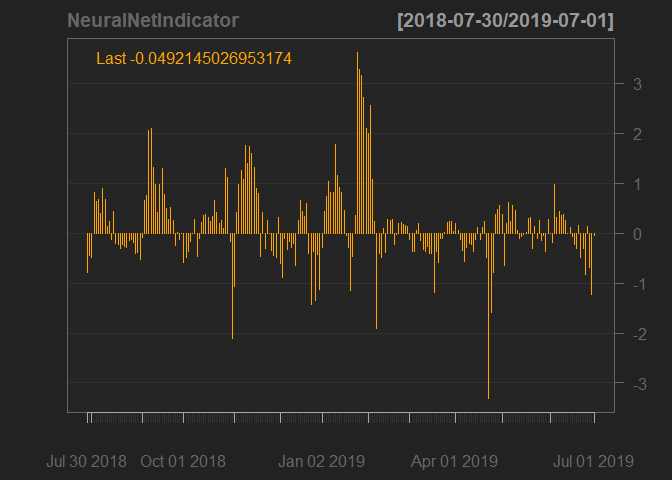 NeuralNetIndicator [2018-07-30/2019-07-01]
Last -0.0492145026953174
3
2
1
0
-1
-2
-3
Jul 30 2018 Oct 01 2018 Jan 02 2019 Apr 01 2019 Jul 01 2019